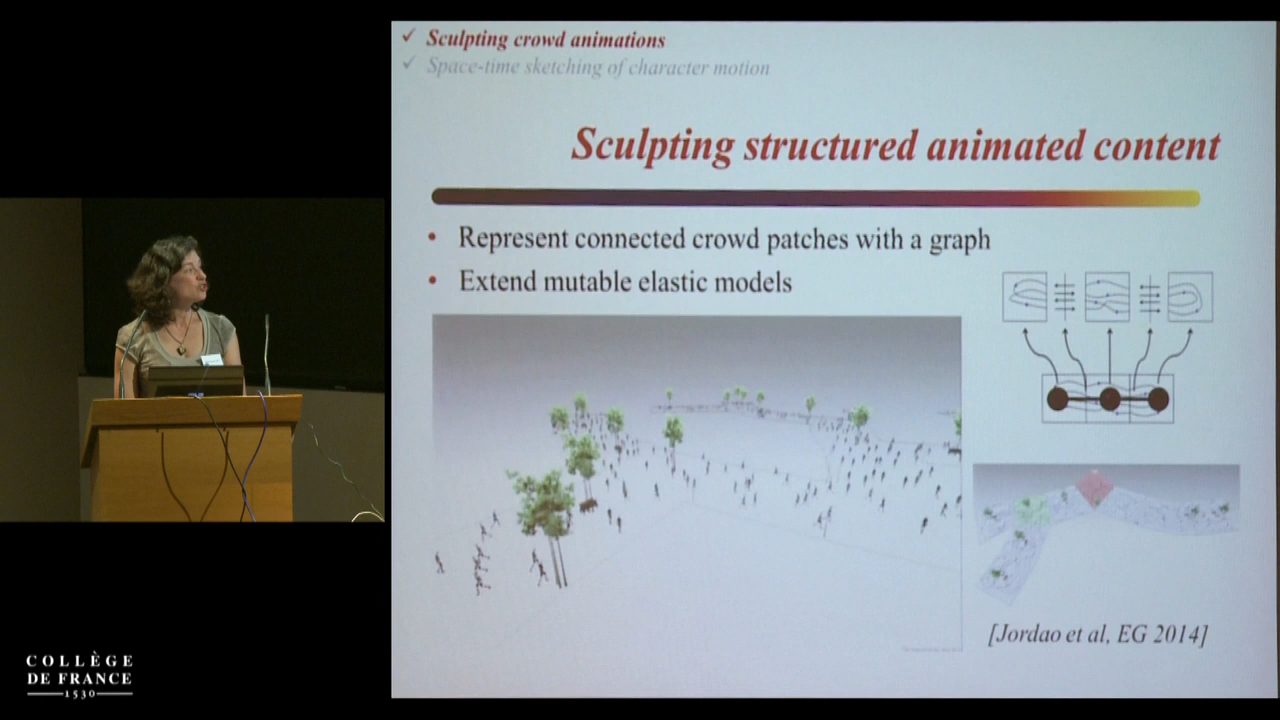 ✓ Sculpting crowd animations
✓ Space-time sketching of character motion
Sculpting structured animated content
• Represent connected crowd patches with a graph
• Extend mutable elastic models
[Jordao et al, EG 2014]
COLLÈGE
DE FRANCE
1530